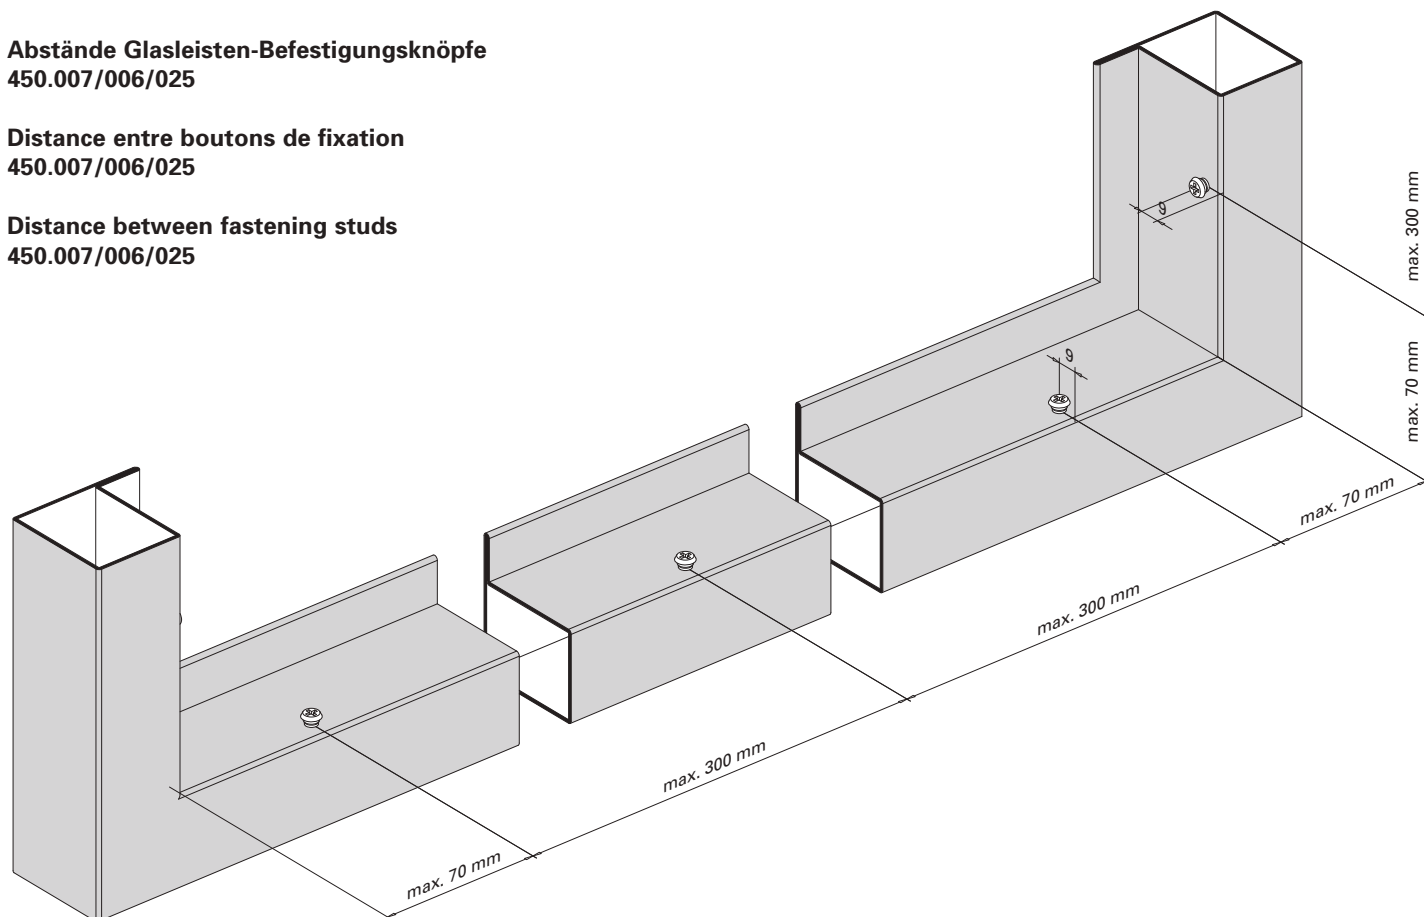 Abstände Glasleisten-Befestigungsknöpfe
450.007/006/025
Distance entre boutons de fixation
450.007/006/025
Distance between fastening studs
450.007/006/025
9
max. 300 mm
9
max. 70 mm
max. 70 mm
max. 300 mm
max. 300 mm
max. 70 mm